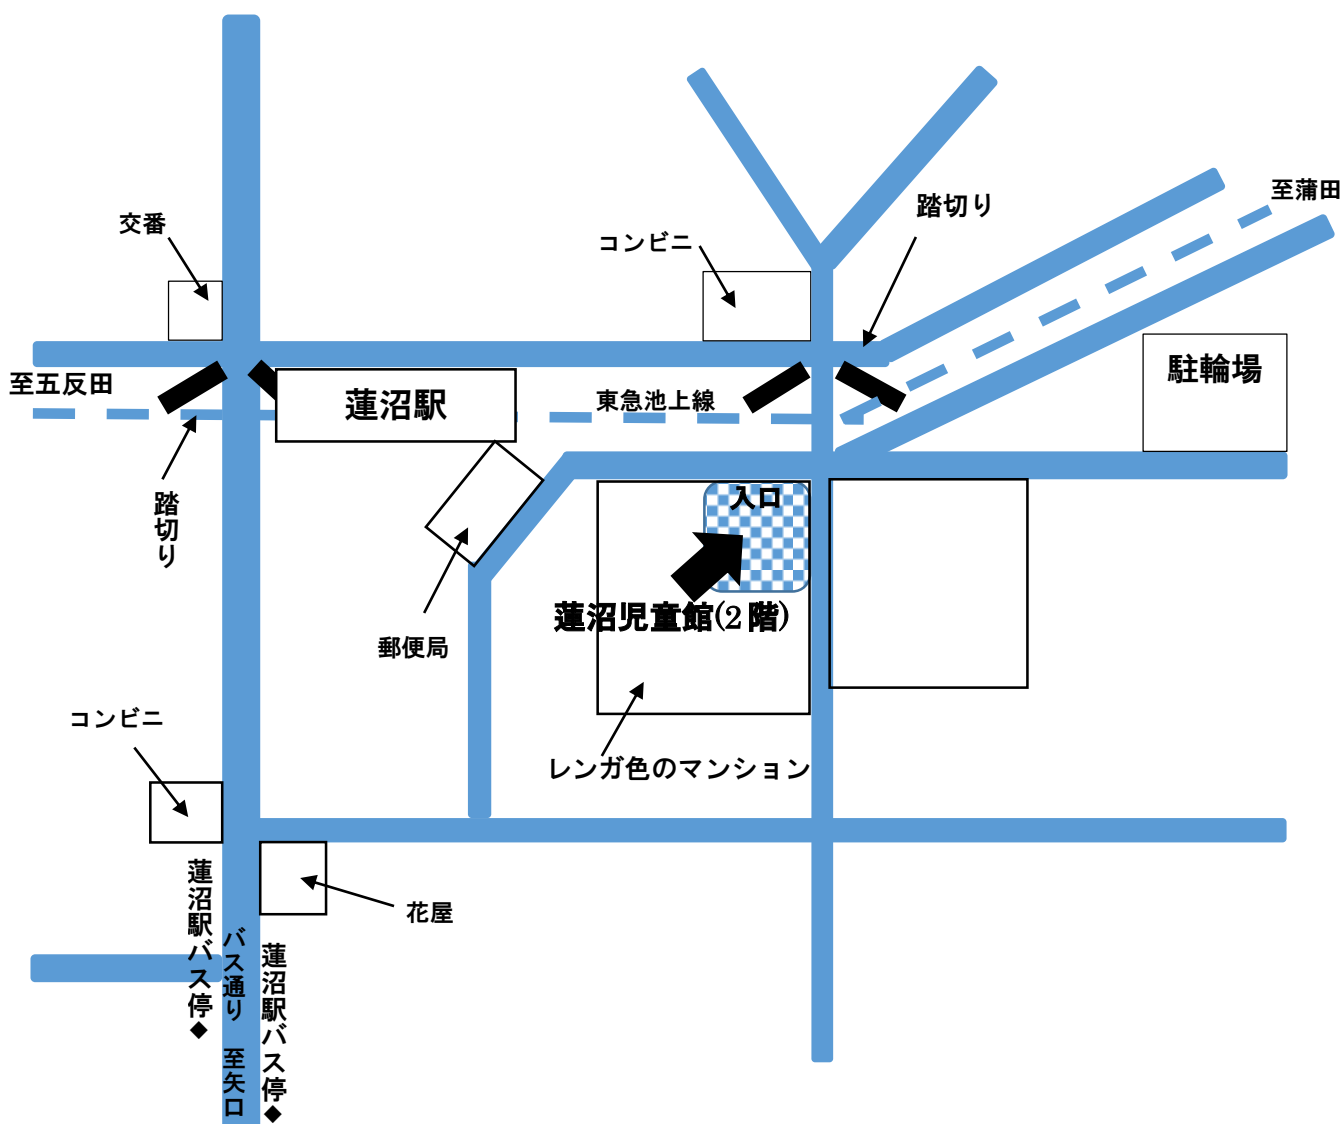 至蒲田
踏切り
交番
コンビニ
駐輪場
至五反田
蓮沼駅
東急池上線
入口
踏切り
蓮沼児童館(2階)
郵便局
コンビニ
レンガ色のマンション
花屋
蓮沼駅バス停◆
バス通り 至矢口
蓮沼駅バス停◆